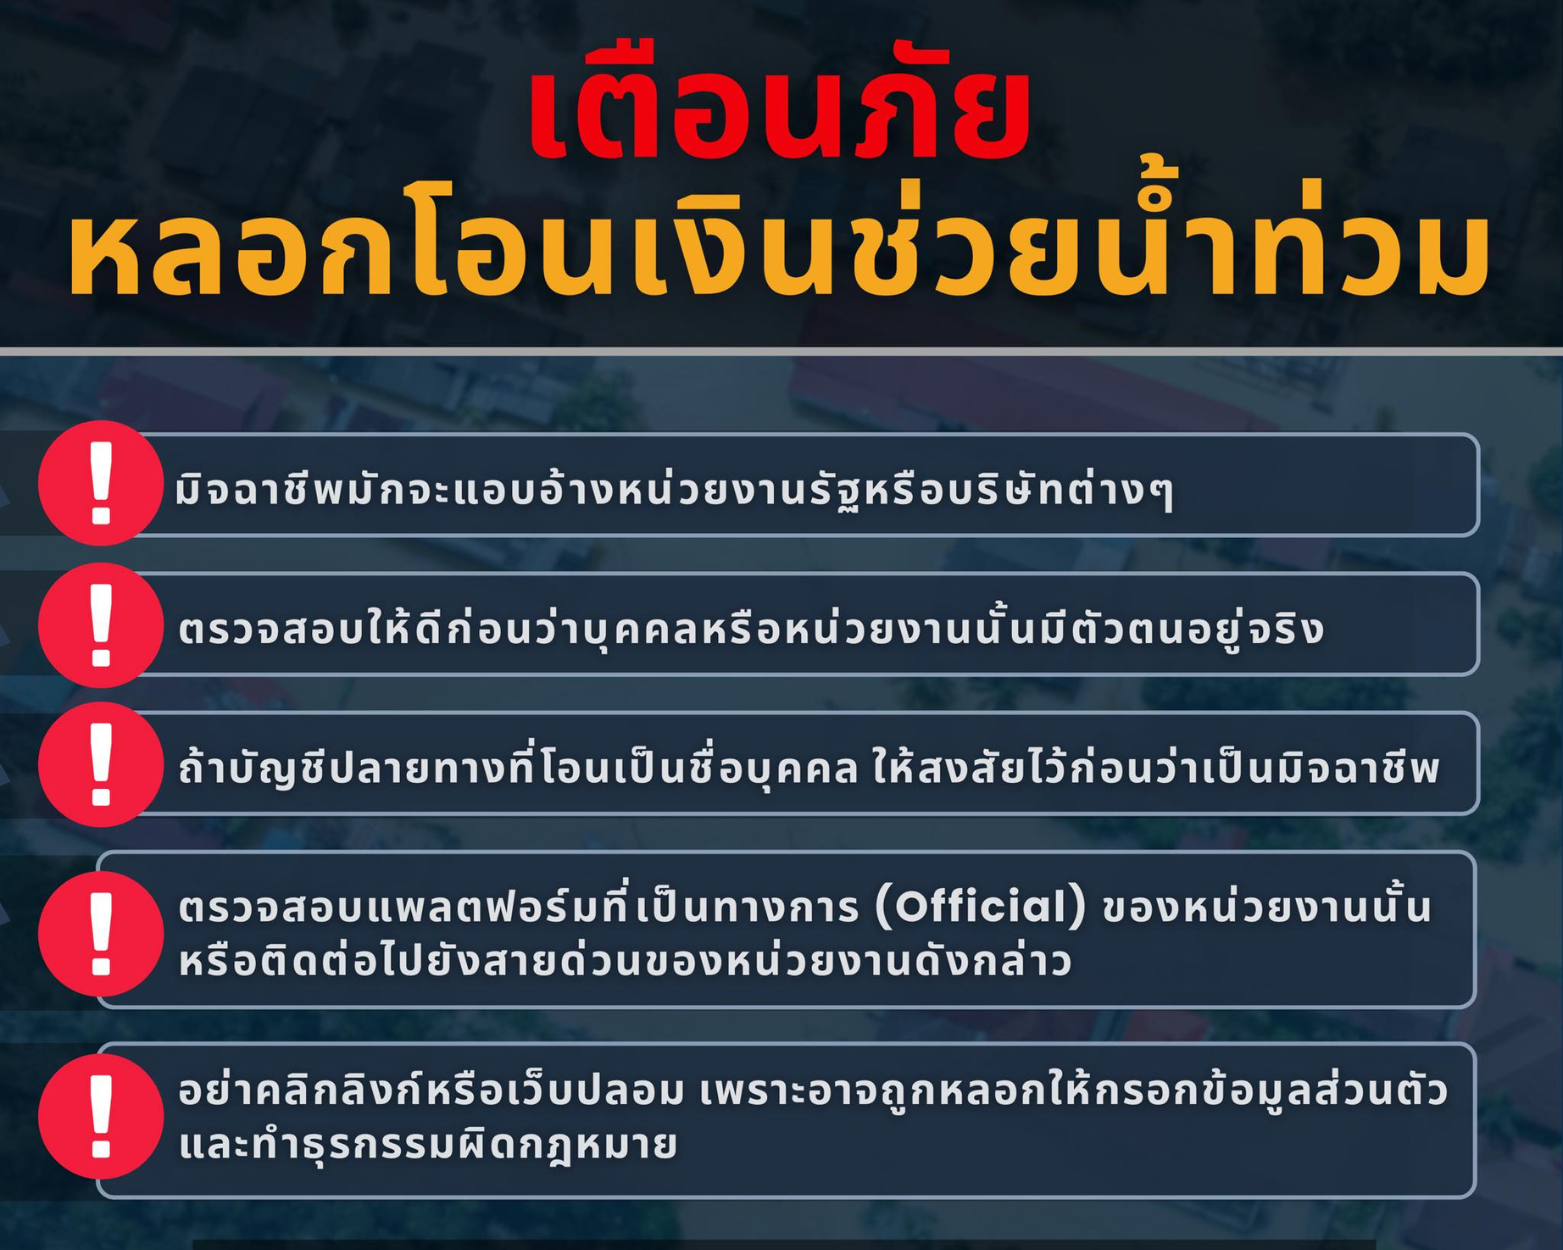 เตือนภัย
หลอกโอนเงินช่วยน้ำท่วม
มิจฉาชีพมักจะแอบอ้างหน่วยงานรัฐหรือบริษัทต่างๆ
ตรวจสอบให้ดีก่อนว่าบุคคลหรือหน่วยงานนั้นมีตัวตนอยู่จริง
ถ้าบัญชีปลายทางที่โอนเป็นชื่อบุคคล ให้สงสัยไว้ก่อนว่าเป็นมิจฉาชีพ
ตรวจสอบแพลตฟอร์มที่เป็นทางการ (Official) ของหน่วยงานนั้น
หรือติดต่อไปยังสายด่วนของหน่วยงานดังกล่าว
อย่าคลิกลิงก์หรือเว็บปลอม เพราะอาจถูกหลอกให้กรอกข้อมูลส่วนตัว
และทำธุรกรรมผิดกฎหมาย